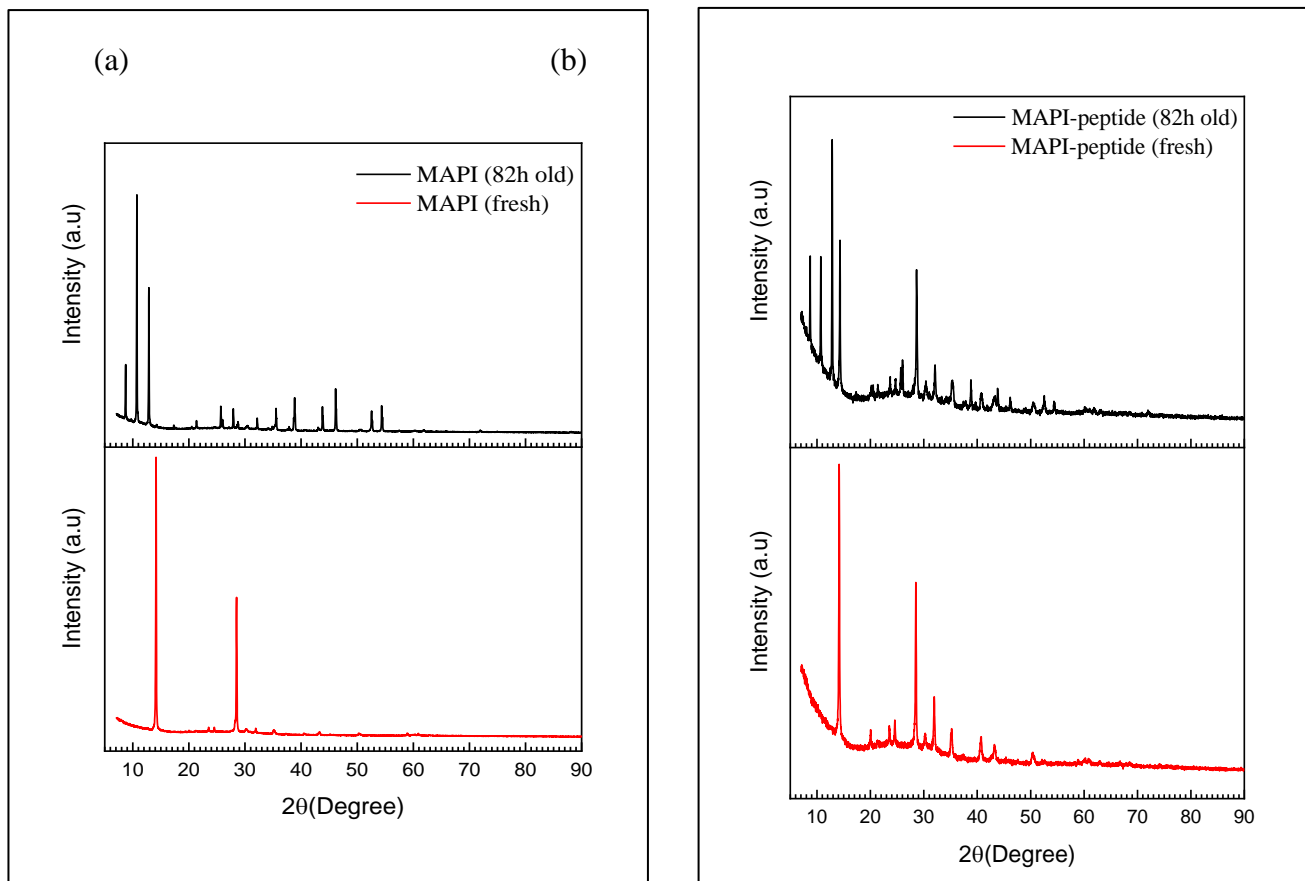 (a)
(b)
MAPI (82h old)
MAPI (fresh)
Intensity (a.u)
Intensity (a.u)
10 20 30 40 50 60 70 80 90
2θ(Degree)
MAPI-peptide (82h old)
MAPI-peptide (fresh)
Intensity (a.u)
Intensity (a.u)
10 20 30 40 50 60 70 80 90
2θ(Degree)